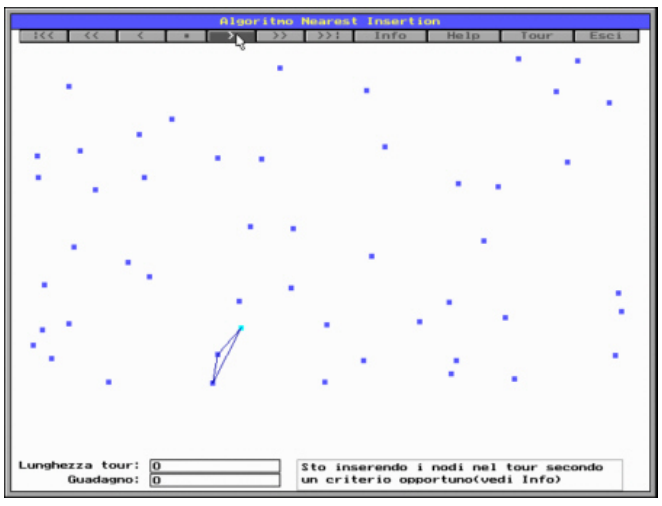 Algoritmo Nearest Insertion
:<< << < * > >> >>: Info Help Tour Esci
Lunghezza tour: 0
Guadagno: 0
Sto inserendo i nodi nel tour secondo
un criterio opportuno(vedi Info)